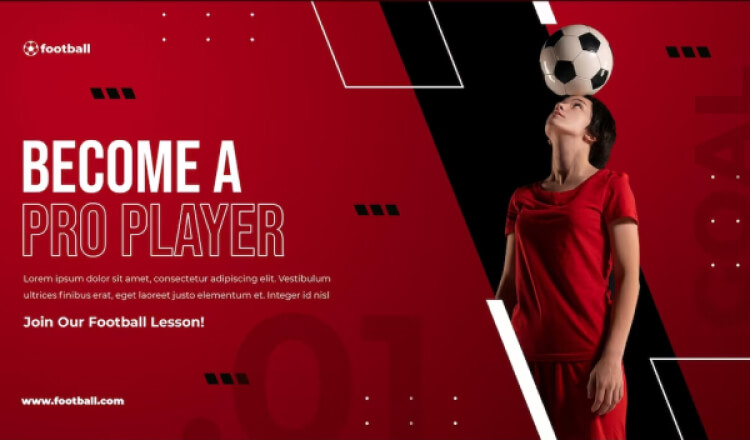 football
BECOME A
PRO PLAYER
Lorem ipsum dolor sit amet, consectetur adipiscing elit. Vestibulum
ultrices finibus erat, eget laoreet justo elementum et. Integer id nisl
Join Our Football Lesson!
www.football.com
.01
GOAL